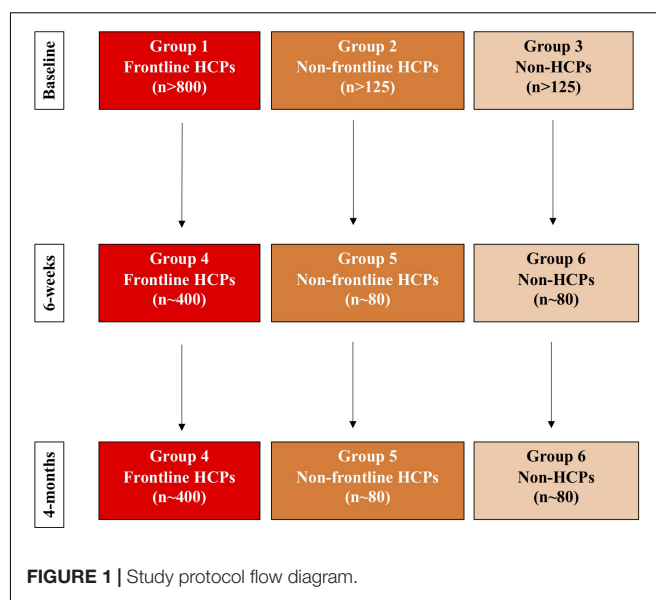 Baseline
Group 1
Frontline HCPs
(n>800)
Group 2
Non-frontline HCPs
(n>125)
Group 3
Non-HCPs
(n>125)
6-weeks
Group 4
Frontline HCPs
(n~400)
Group 5
Non-frontline HCPs
(n~80)
Group 6
Non-HCPs
(n~80)
4-months
Group 4
Frontline HCPs
(n~400)
Group 5
Non-frontline HCPs
(n~80)
Group 6
Non-HCPs
(n~80)
FIGURE 1 | Study protocol flow diagram.